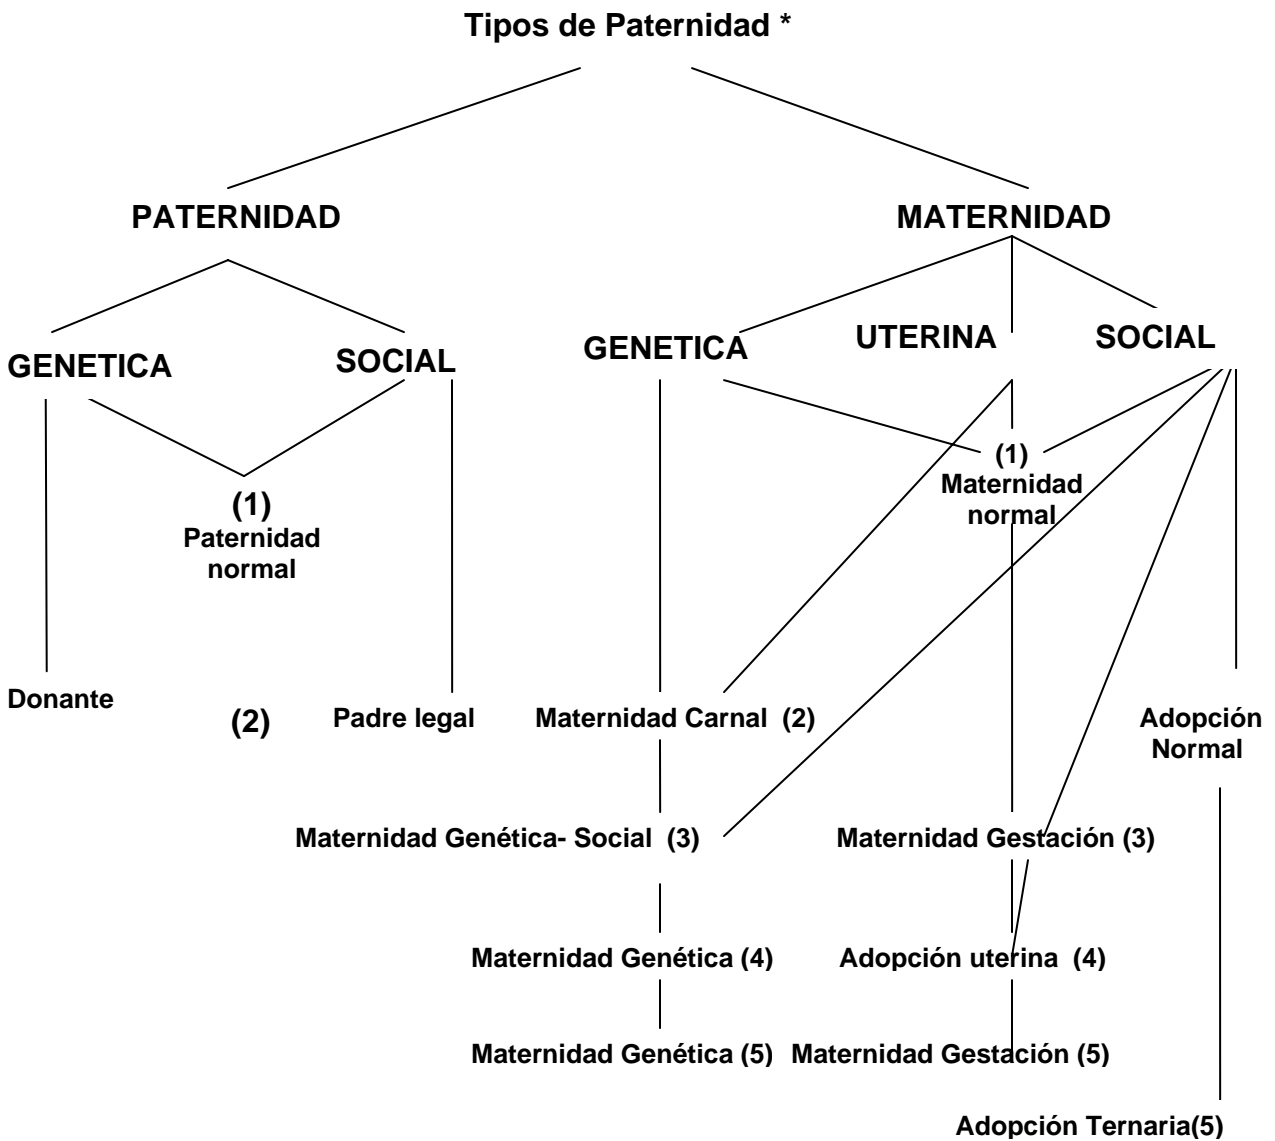 Tipos de Paternidad *
PATERNIDAD
MATERNIDAD
GENETICA
SOCIAL
GENETICA
UTERINA
SOCIAL
(1)
Paternidad
normal
(1)
Maternidad
normal
Donante
(2)
Padre legal
Maternidad Carnal (2)
Adopción
Normal
Maternidad Genética- Social (3)
Maternidad Gestación (3)
Maternidad Genética (4)
Adopción uterina (4)
Maternidad Genética (5)
Maternidad Gestación (5)
Adopción Ternaria(5)